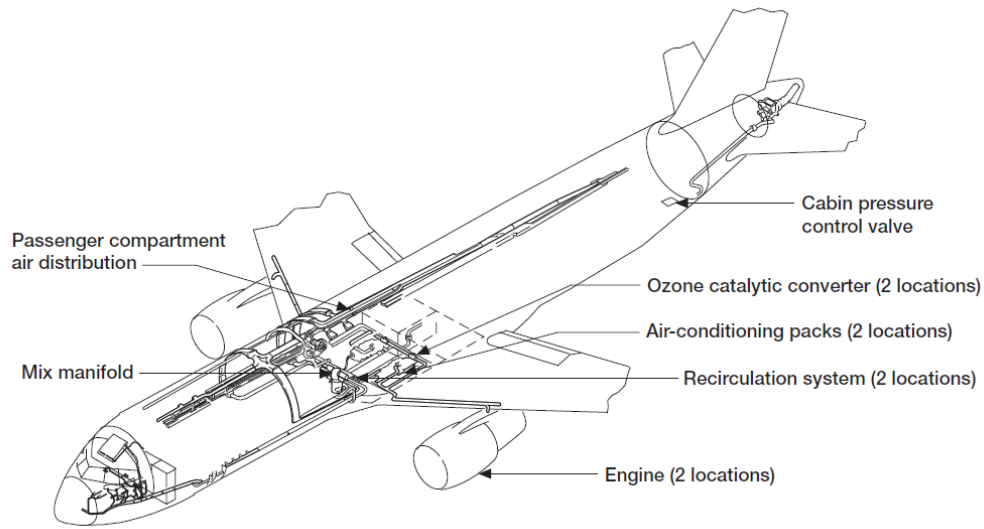 Cabin pressure
control valve
Passenger compartment
air distribution
Ozone catalytic converter (2 locations)
Air-conditioning packs (2 locations)
Mix manifold
Recirculation system (2 locations)
Engine (2 locations)